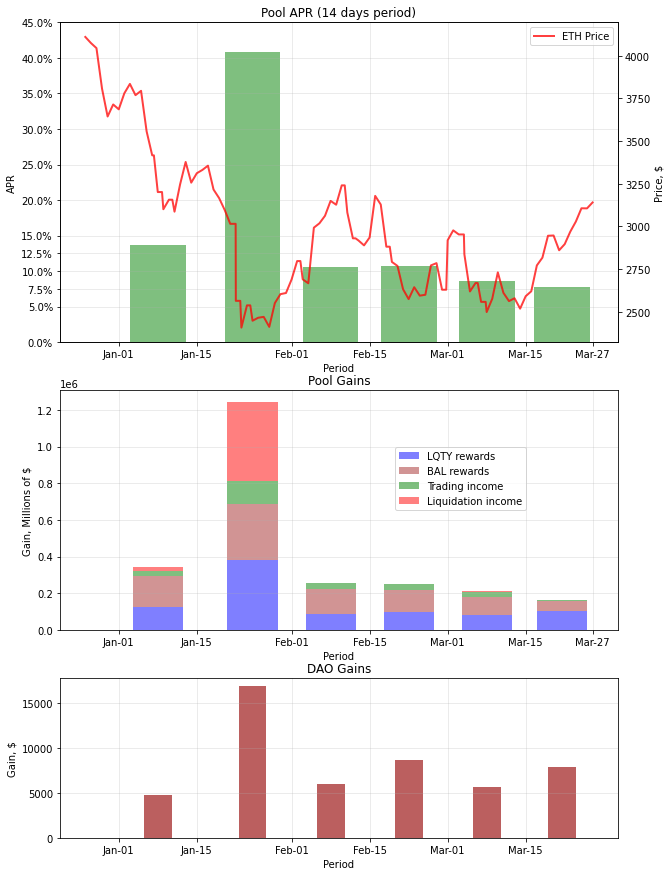 Pool APR (14 days period)
45.0%
40.0%
35.0%
30.0%
25.0%
20.0%
15.0%
12.5%
10.0%
7.5%
5.0%
0.0%
APR
ETH Price
4000
3750
3500
3250
3000
2750
2500
Price, $
Jan-01 Jan-15 Feb-01 Feb-15 Mar-01 Mar-15 Mar-27
Period
Pool Gains
1e6
1.2
1.0
0.8
0.6
0.4
0.2
0.0
Gain, Millions of $
LQTY rewards
BAL rewards
Trading income
Liquidation income
Jan-01 Jan-15 Feb-01 Feb-15 Mar-01 Mar-15 Mar-27
Period
DAO Gains
15000
10000
5000
0
Gain, $
Jan-01 Jan-15 Feb-01 Feb-15 Mar-01 Mar-15
Period